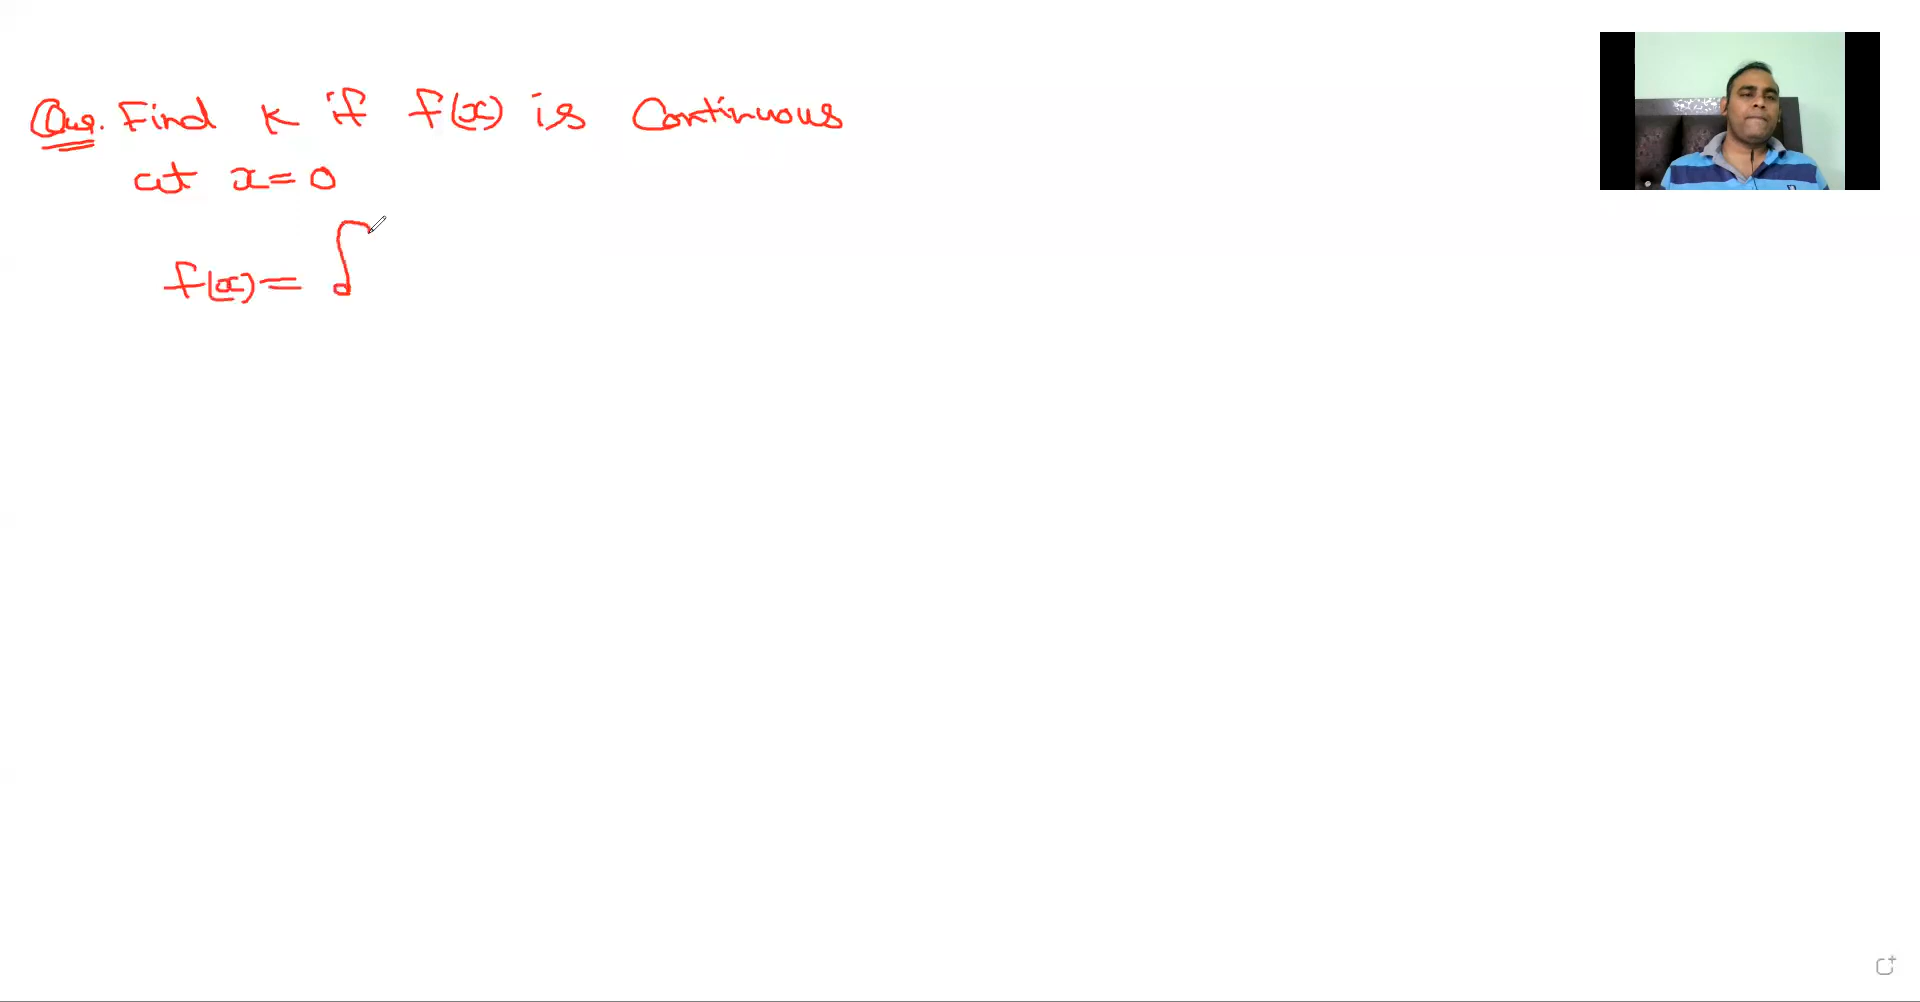 Que. Find k if f(x) is Continuous
at x=0
f(x)=